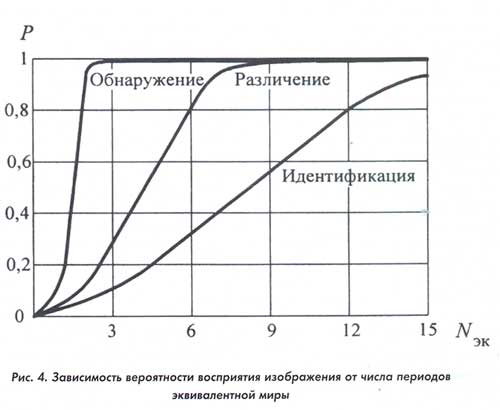 P
1
Обнаружение Различение
0,8
0,6
Идентификация
0,4
0,2
0
3 6 9 12 15 Nэк
Рис. 4. Зависимость вероятности восприятия изображения от числа периодов
эквивалентной миры